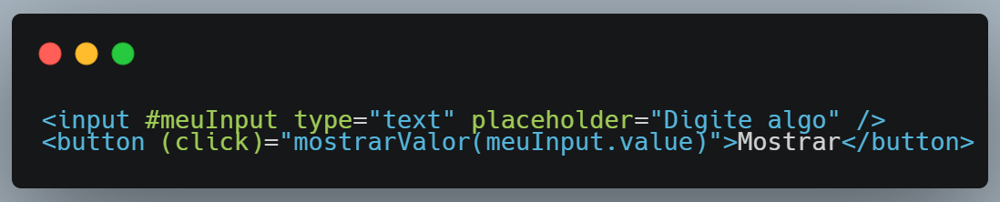 <input #meuInput type="text" placeholder="Digite algo" />
<button (click)="mostrarValor(meuInput.value)">Mostrar</button>